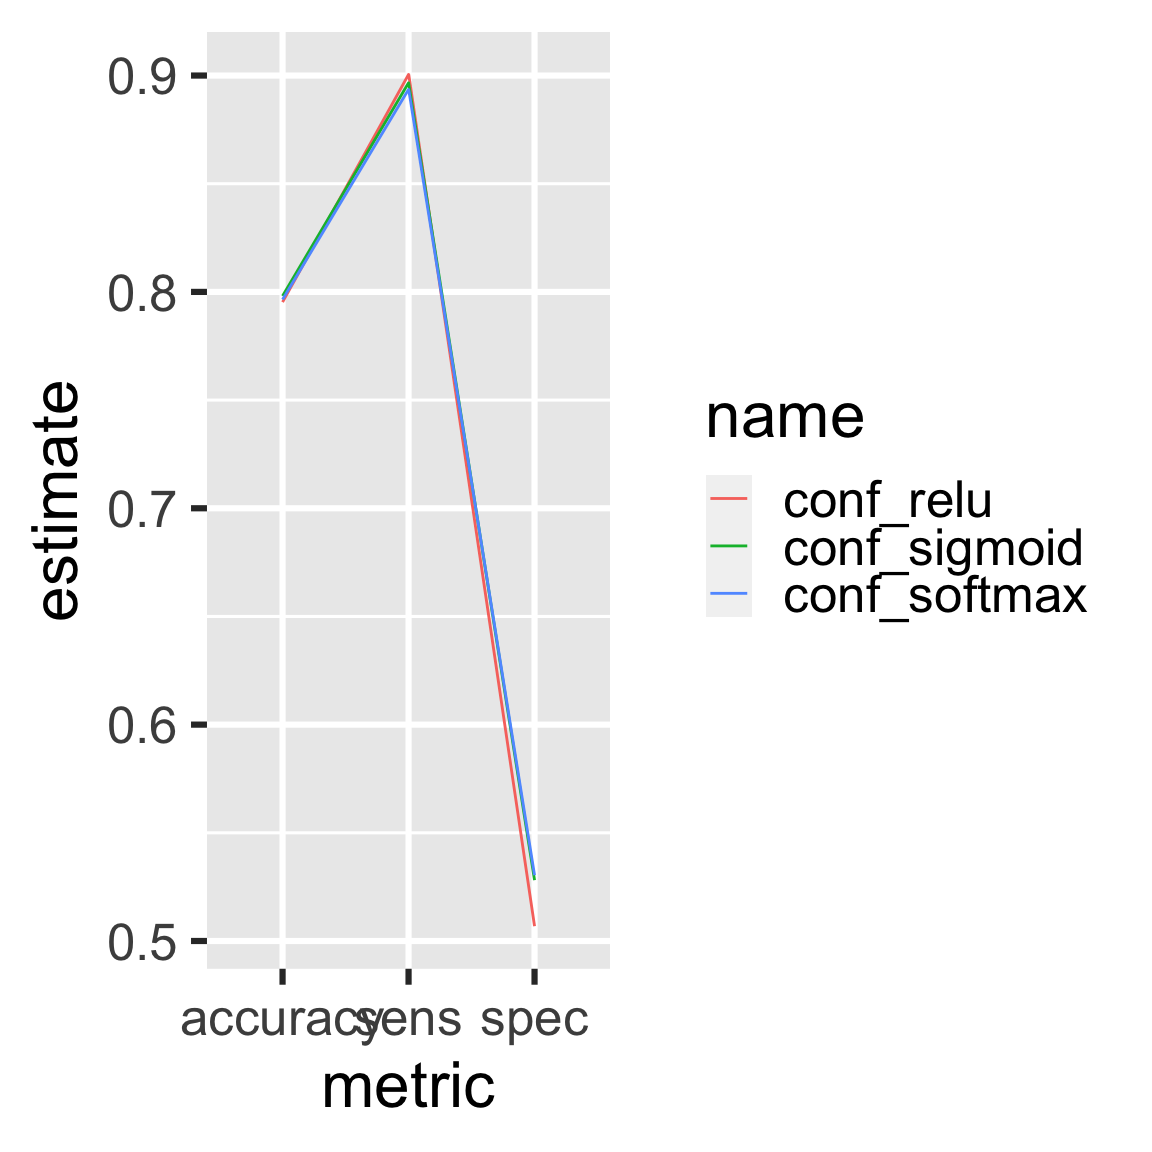 estimate
0.9
0.8
0.7
0.6
0.5
accuracy sens spec
metric
name
conf_relu
conf_sigmoid
conf_softmax